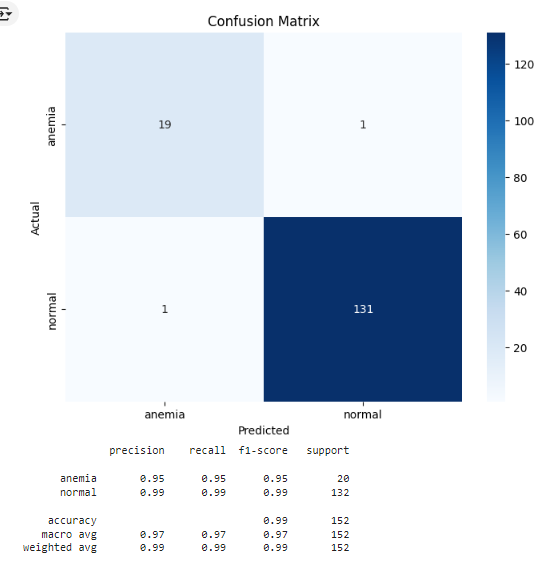 Confusion Matrix
anemia
normal
Actual
19 1
1 131
anemia normal
Predicted
120
100
80
60
40
20
precision recall f1-score support
anemia 0.95 0.95 0.95 20
normal 0.99 0.99 0.99 132
accuracy 0.99 152
macro avg 0.97 0.97 0.97 152
weighted avg 0.99 0.99 0.99 152